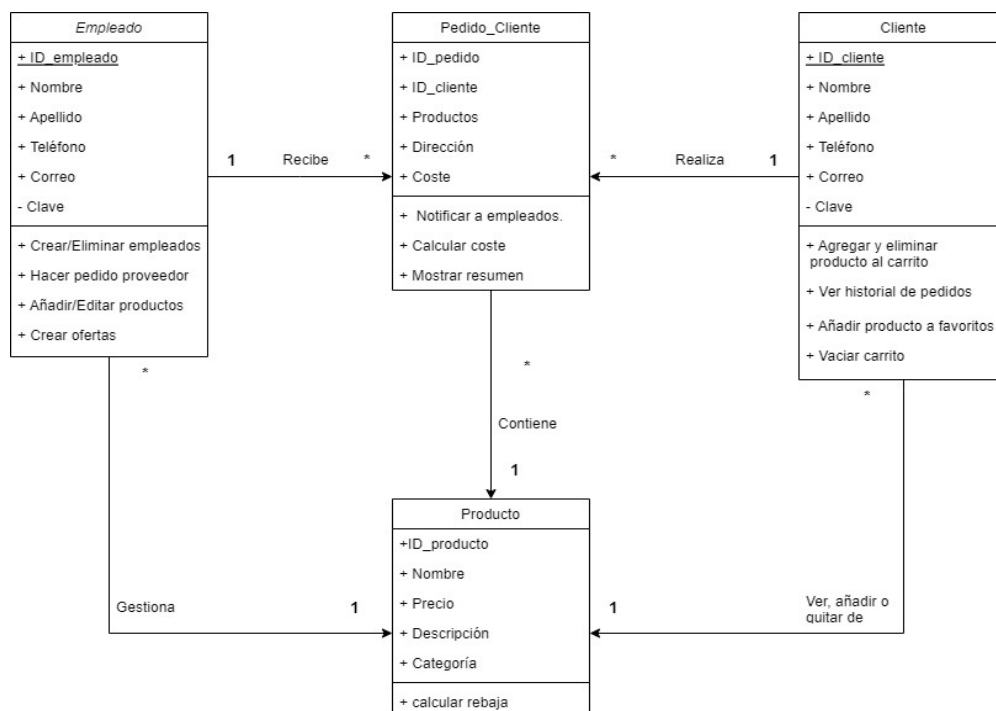 Empleado
+ ID_empleado
+ Nombre
+ Apellido
+ Teléfono
+ Correo
- Clave
+ Crear/Eliminar empleados
+ Hacer pedido proveedor
+ Añadir/Editar productos
+ Crear ofertas
1 Recibe *
Pedido_Cliente
+ ID_pedido
+ ID_cliente
+ Productos
+ Dirección
+ Coste
+ Notificar a empleados.
+ Calcular coste
+ Mostrar resumen
* Realiza 1
Cliente
+ ID_cliente
+ Nombre
+ Apellido
+ Teléfono
+ Correo
- Clave
+ Agregar y eliminar
producto al carrito
+ Ver historial de pedidos
+ Añadir producto a favoritos
+ Vaciar carrito
*
Gestiona
1
*
Contiene
1
*
Ver, añadir o
quitar de
1
Producto
+ID_producto
+ Nombre
+ Precio
+ Descripción
+ Categoría
+ calcular rebaja